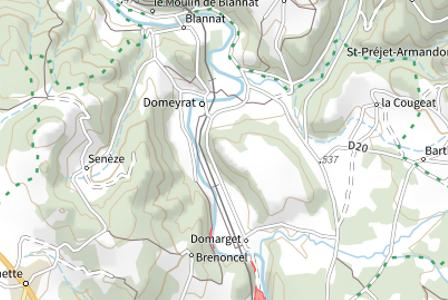 le Moulin de Blannat
Blannat
St-Préjet-Armandon
Domeyrat
la Cougeat
D20
Senèze
537
Domarget
Brenoncel